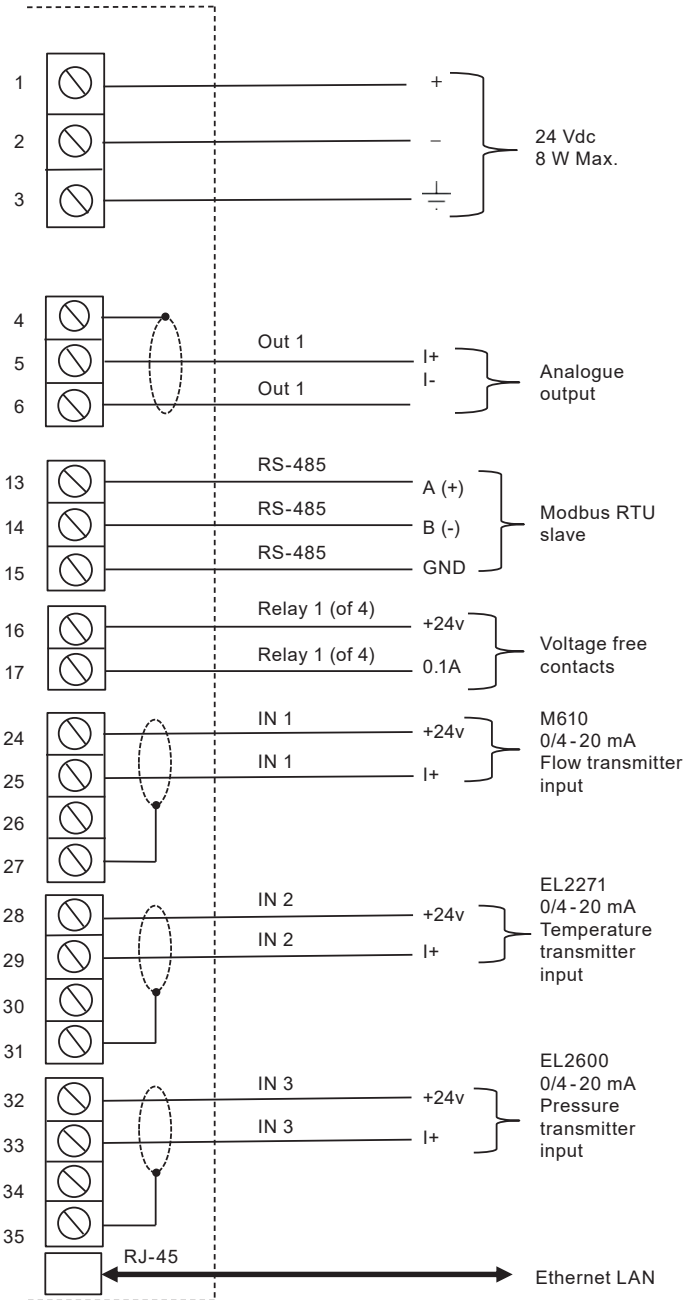 1
+
2
–
24 Vdc
8 W Max.
3
4
5
Out 1
I+
I-
6
Out 1
Analogue
output
13
RS-485
A (+)
14
RS-485
B (-)
15
RS-485
GND
Modbus RTU
slave
16
Relay 1 (of 4)
+24v
17
Relay 1 (of 4)
0.1A
Voltage free
contacts
24
IN 1
+24v
25
IN 1
I+
26
27
M610
0/4-20 mA
Flow transmitter
input
28
IN 2
+24v
29
IN 2
I+
30
31
EL2271
0/4-20 mA
Temperature
transmitter
input
32
IN 3
+24v
33
IN 3
I+
34
35
EL2600
0/4-20 mA
Pressure
transmitter
input
RJ-45
Ethernet LAN